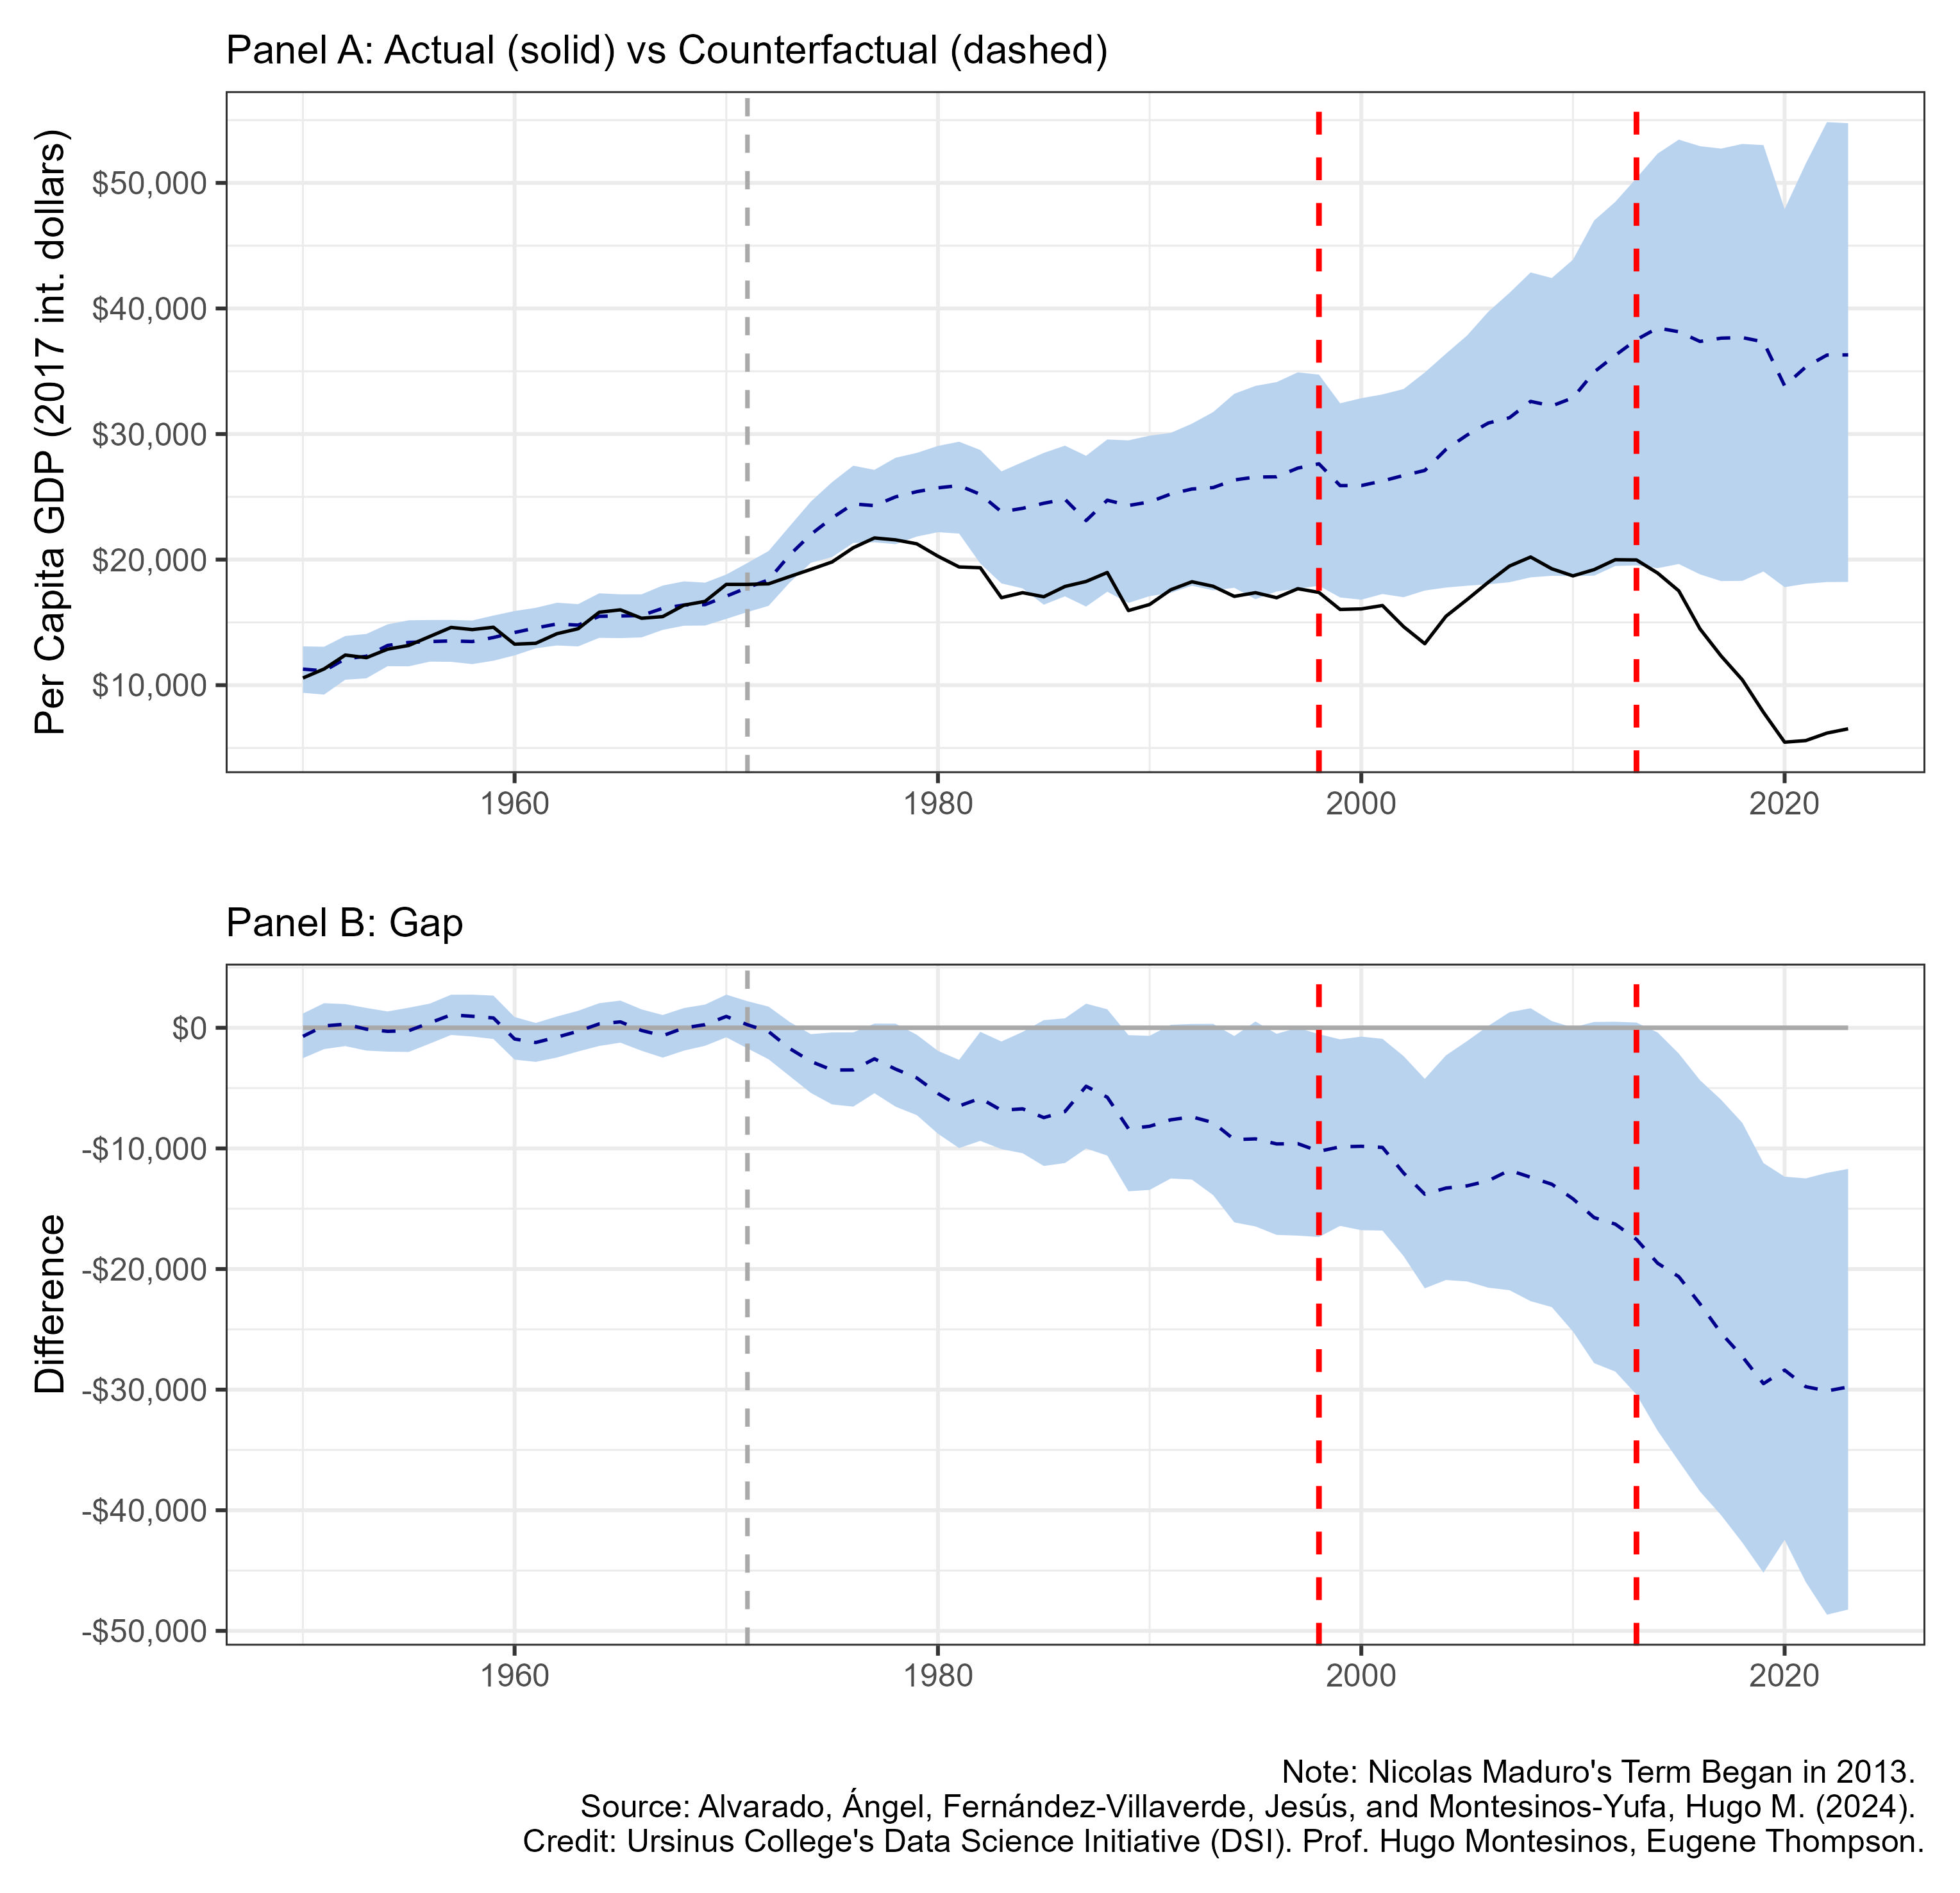 Panel A: Actual (solid) vs Counterfactual (dashed)
Per Capita GDP (2017 int. dollars)
$50,000
$40,000
$30,000
$20,000
$10,000
1960
1980
2000
2020
Panel B: Gap
Difference
$0
-$10,000
-$20,000
-$30,000
-$40,000
-$50,000
1960
1980
2000
2020
Note: Nicolas Maduro's Term Began in 2013.
Source: Alvarado, Ángel, Fernández-Villaverde, Jesús, and Montesinos-Yufa, Hugo M. (2024).
Credit: Ursinus College's Data Science Initiative (DSI). Prof. Hugo Montesinos, Eugene Thompson.